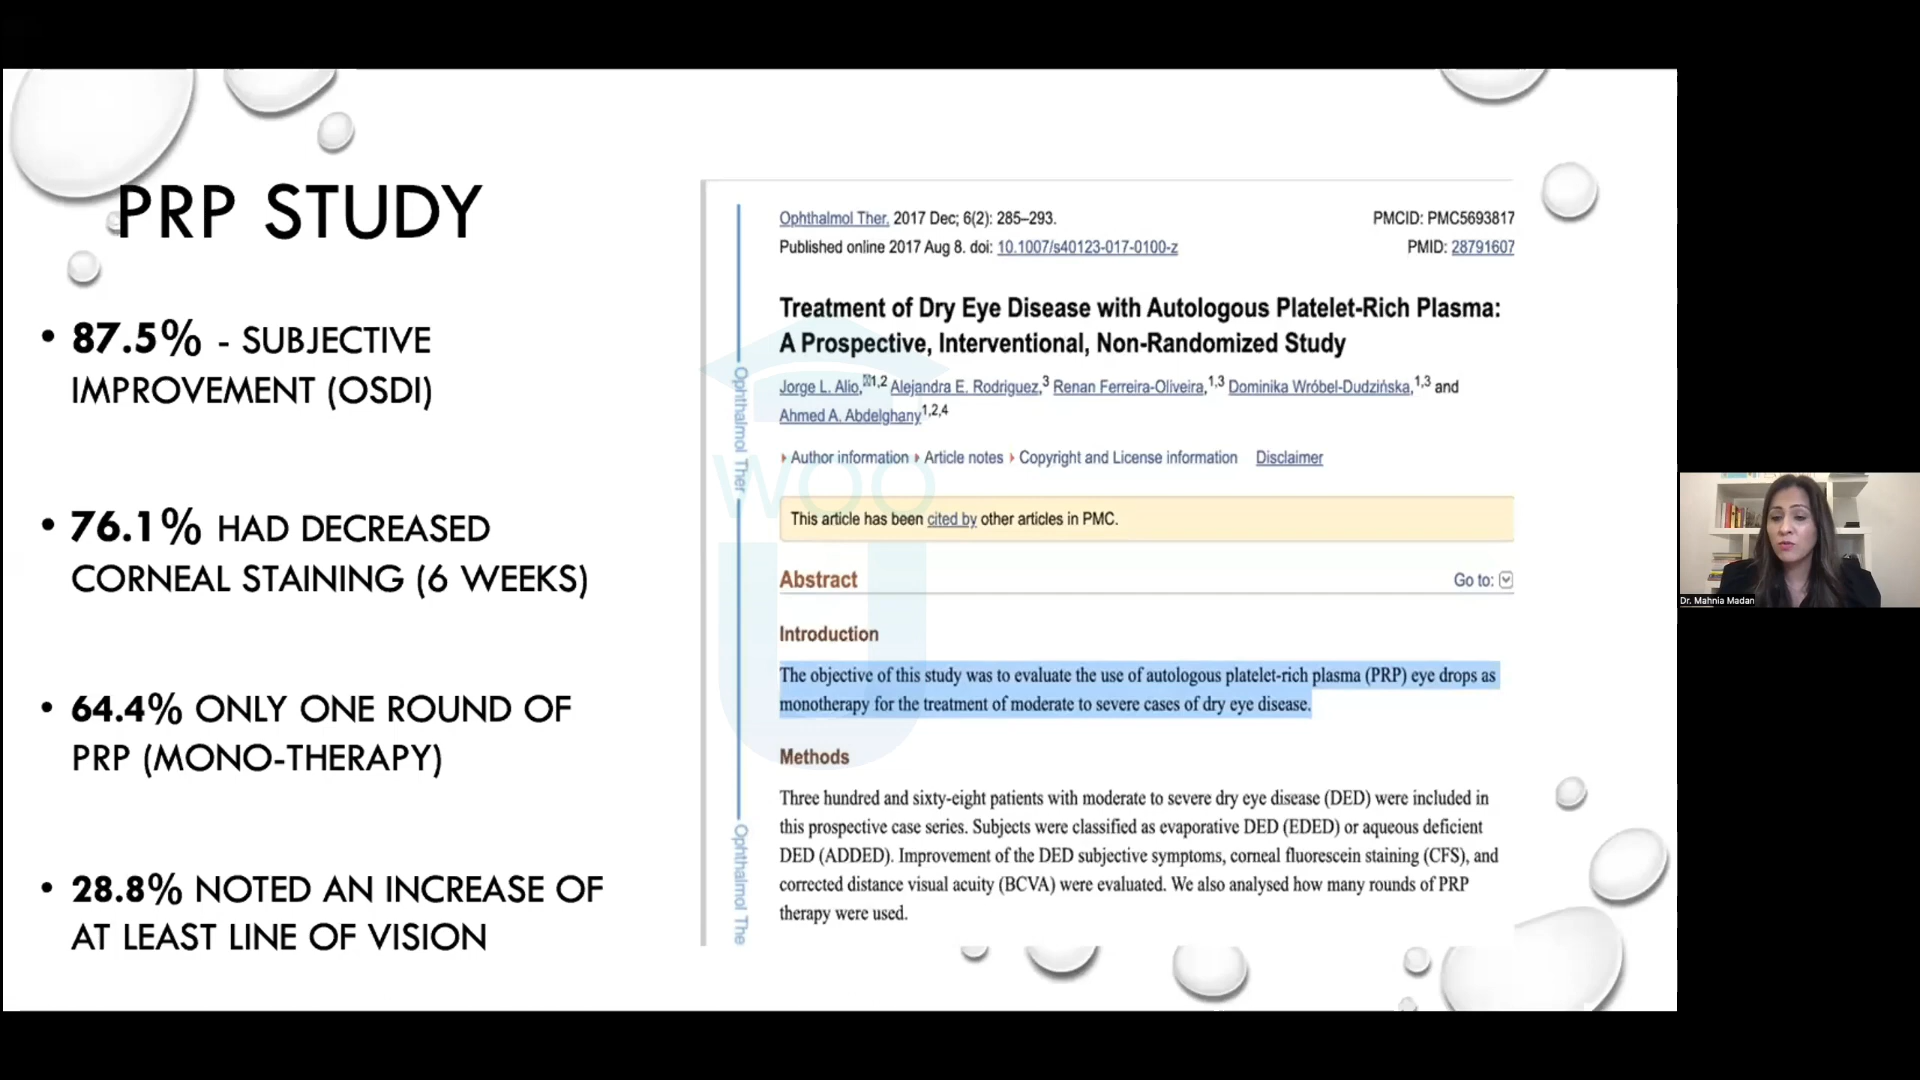 PRP STUDY
• 87.5% - SUBJECTIVE
IMPROVEMENT (OSDI)
• 76.1% HAD DECREASED
CORNEAL STAINING (6 WEEKS)
• 64.4% ONLY ONE ROUND OF
PRP (MONO-THERAPY)
• 28.8% NOTED AN INCREASE OF
AT LEAST LINE OF VISION
Ophthalmol Ther
Ophthalmol The
Ophthalmol Ther. 2017 Dec; 6(2): 285–293.
PMCID: PMC5693817
Published online 2017 Aug 8. doi: 10.1007/s40123-017-0100-z
PMID: 28791607
Treatment of Dry Eye Disease with Autologous Platelet-Rich Plasma:
A Prospective, Interventional, Non-Randomized Study
Jorge L. Alio,1,2 Alejandra E. Rodriguez,3 Renan Ferreira-Oliveira,1,3 Dominika Wróbel-Dudzińska,1,3 and
Ahmed A. Abdelghany1,2,4
Author information Article notes Copyright and License information Disclaimer
WOO
U
This article has been cited by other articles in PMC.
Abstract
Go to:
Introduction
The objective of this study was to evaluate the use of autologous platelet-rich plasma (PRP) eye drops as
monotherapy for the treatment of moderate to severe cases of dry eye disease.
Methods
Three hundred and sixty-eight patients with moderate to severe dry eye disease (DED) were included in
this prospective case series. Subjects were classified as evaporative DED (EDED) or aqueous deficient
DED (ADDED). Improvement of the DED subjective symptoms, corneal fluorescein staining (CFS), and
corrected distance visual acuity (BCVA) were evaluated. We also analysed how many rounds of PRP
therapy were used.
Dr. Mahnia Madan